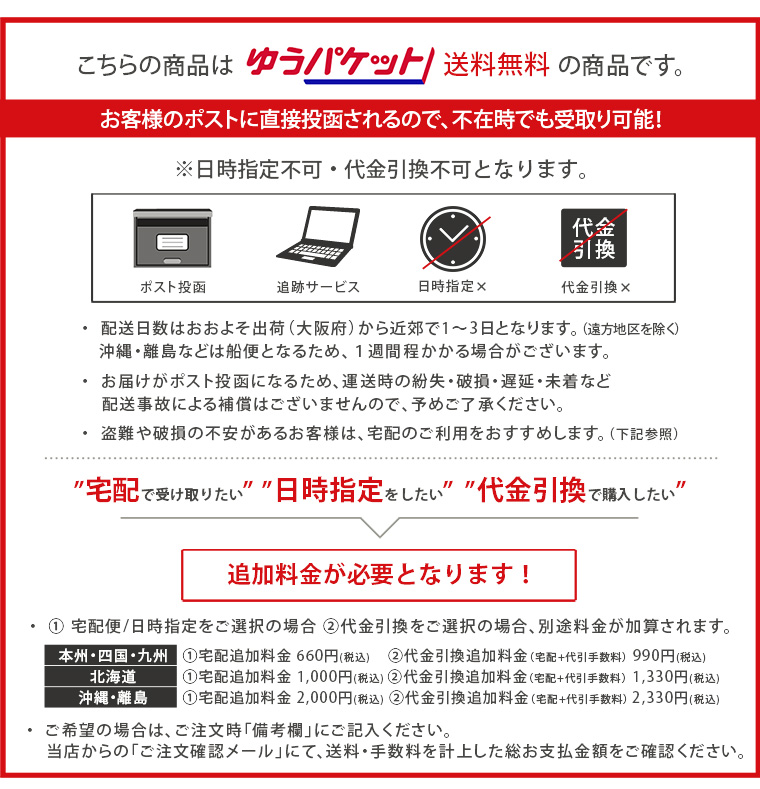 こちらの商品は ゆうパケット 送料無料 の商品です。
お客様のポストに直接投函されるので、不在時でも受取り可能!
※日時指定不可・代金引換不可となります。
代金
引換
ポスト投函 追跡サービス 日時指定× 代金引換×
・ 配送日数はおおよそ出荷(大阪府)から近郊で1～3日となります。(遠方地区を除く)
沖縄・離島などは船便となるため、1週間程かかる場合がございます。
・ お届けがポスト投函になるため、運送時の紛失・破損・遅延・未着など
配送事故による補償はございませんので、予めご了承ください。
・ 盗難や破損の不安があるお客様は、宅配のご利用をおすすめします。(下記参照)
"宅配で受け取りたい" "日時指定をしたい" "代金引換で購入したい"
追加料金が必要となります!
・ ① 宅配便/日時指定をご選択の場合 ②代金引換をご選択の場合、別途料金が加算されます。
本州・四国・九州 ①宅配追加料金 660円(税込) ②代金引換追加料金(宅配+代引手数料) 990円(税込)
北海道 ①宅配追加料金 1,000円(税込) ②代金引換追加料金(宅配+代引手数料) 1,330円(税込)
沖縄・離島 ①宅配追加料金 2,000円(税込) ②代金引換追加料金(宅配+代引手数料) 2,330円(税込)
・ ご希望の場合は、ご注文時「備考欄」にご記入ください。
当店からの「ご注文確認メール」にて、送料・手数料を計上した総お支払金額をご確認ください。